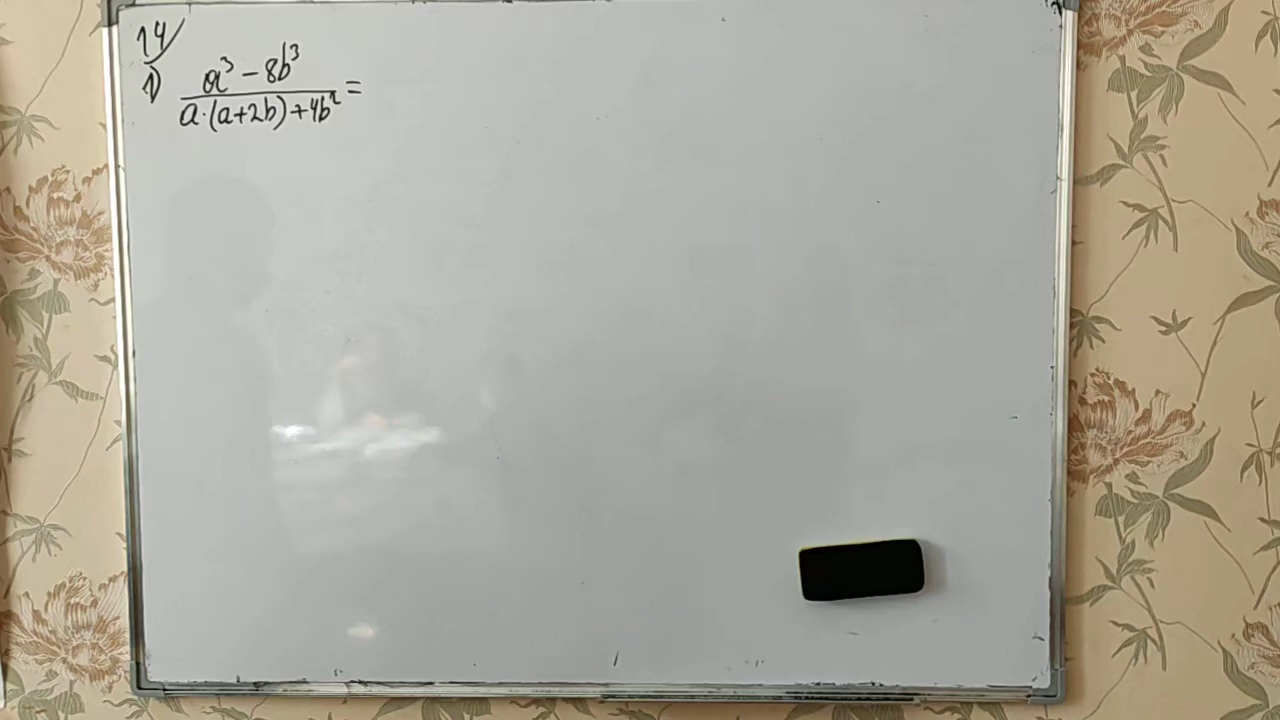 14
1) a³ - 8b³
a·(a+2b)+4b² =